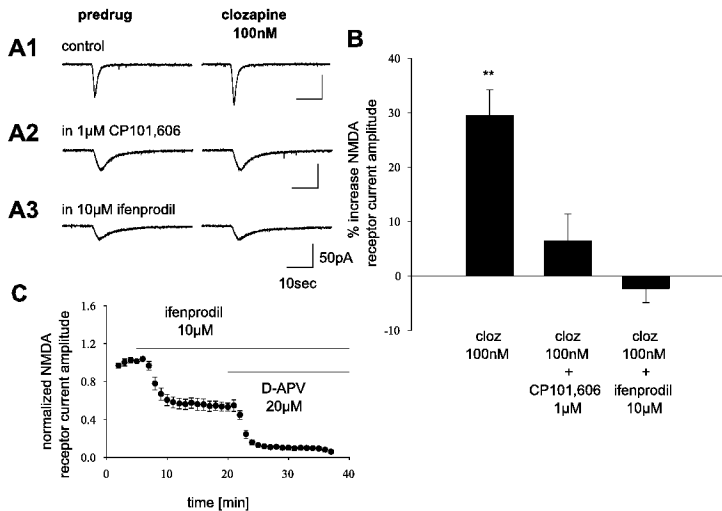 predrug
clozapine
100nM
A1
control
A2
in 1µM CP101,606
A3
in 10µM ifenprodil
50pA
10sec
B
% increase NMDA
receptor current amplitude
40
30
20
10
0
-10
**
cloz
100nM
cloz
100nM
+
CP101,606
1µM
cloz
100nM
+
ifenprodil
10µM
C
normalized NMDA
receptor current amplitude
1.6
1.2
0.8
0.4
0.0
ifenprodil
10µM
D-APV
20µM
0
10
20
30
40
time [min]